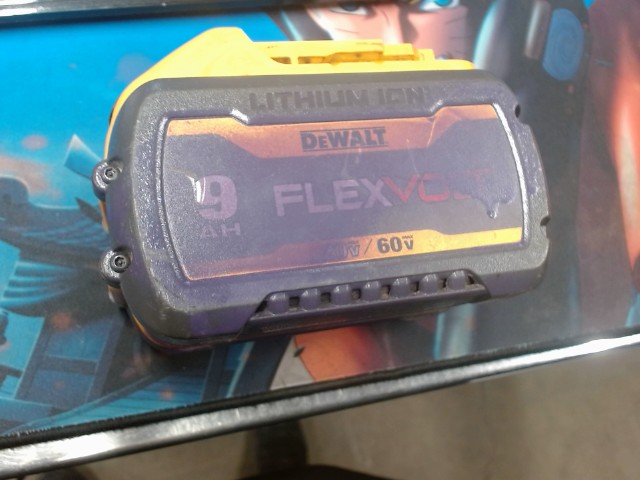 LITHIUM ION
DEWALT
9 FLEXVOLT
AH
/ 60V